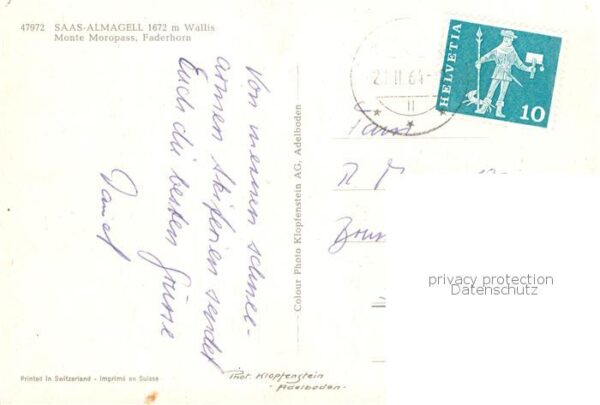 47972 SAAS-ALMAGELL 1672 m Wallis
Monte Moropass, Faderhorn
Von meinen schnee-
armen Skiferien sendet
Euch die besten Grüsse
Colour Photo Klopfenstein AG, Adelboden
HELVETIA
10
II
privacy protection
Datenschutz
Printed in Switzerland - Imprimé en Suisse
Phot. Klopfenstein
- Adelboden -